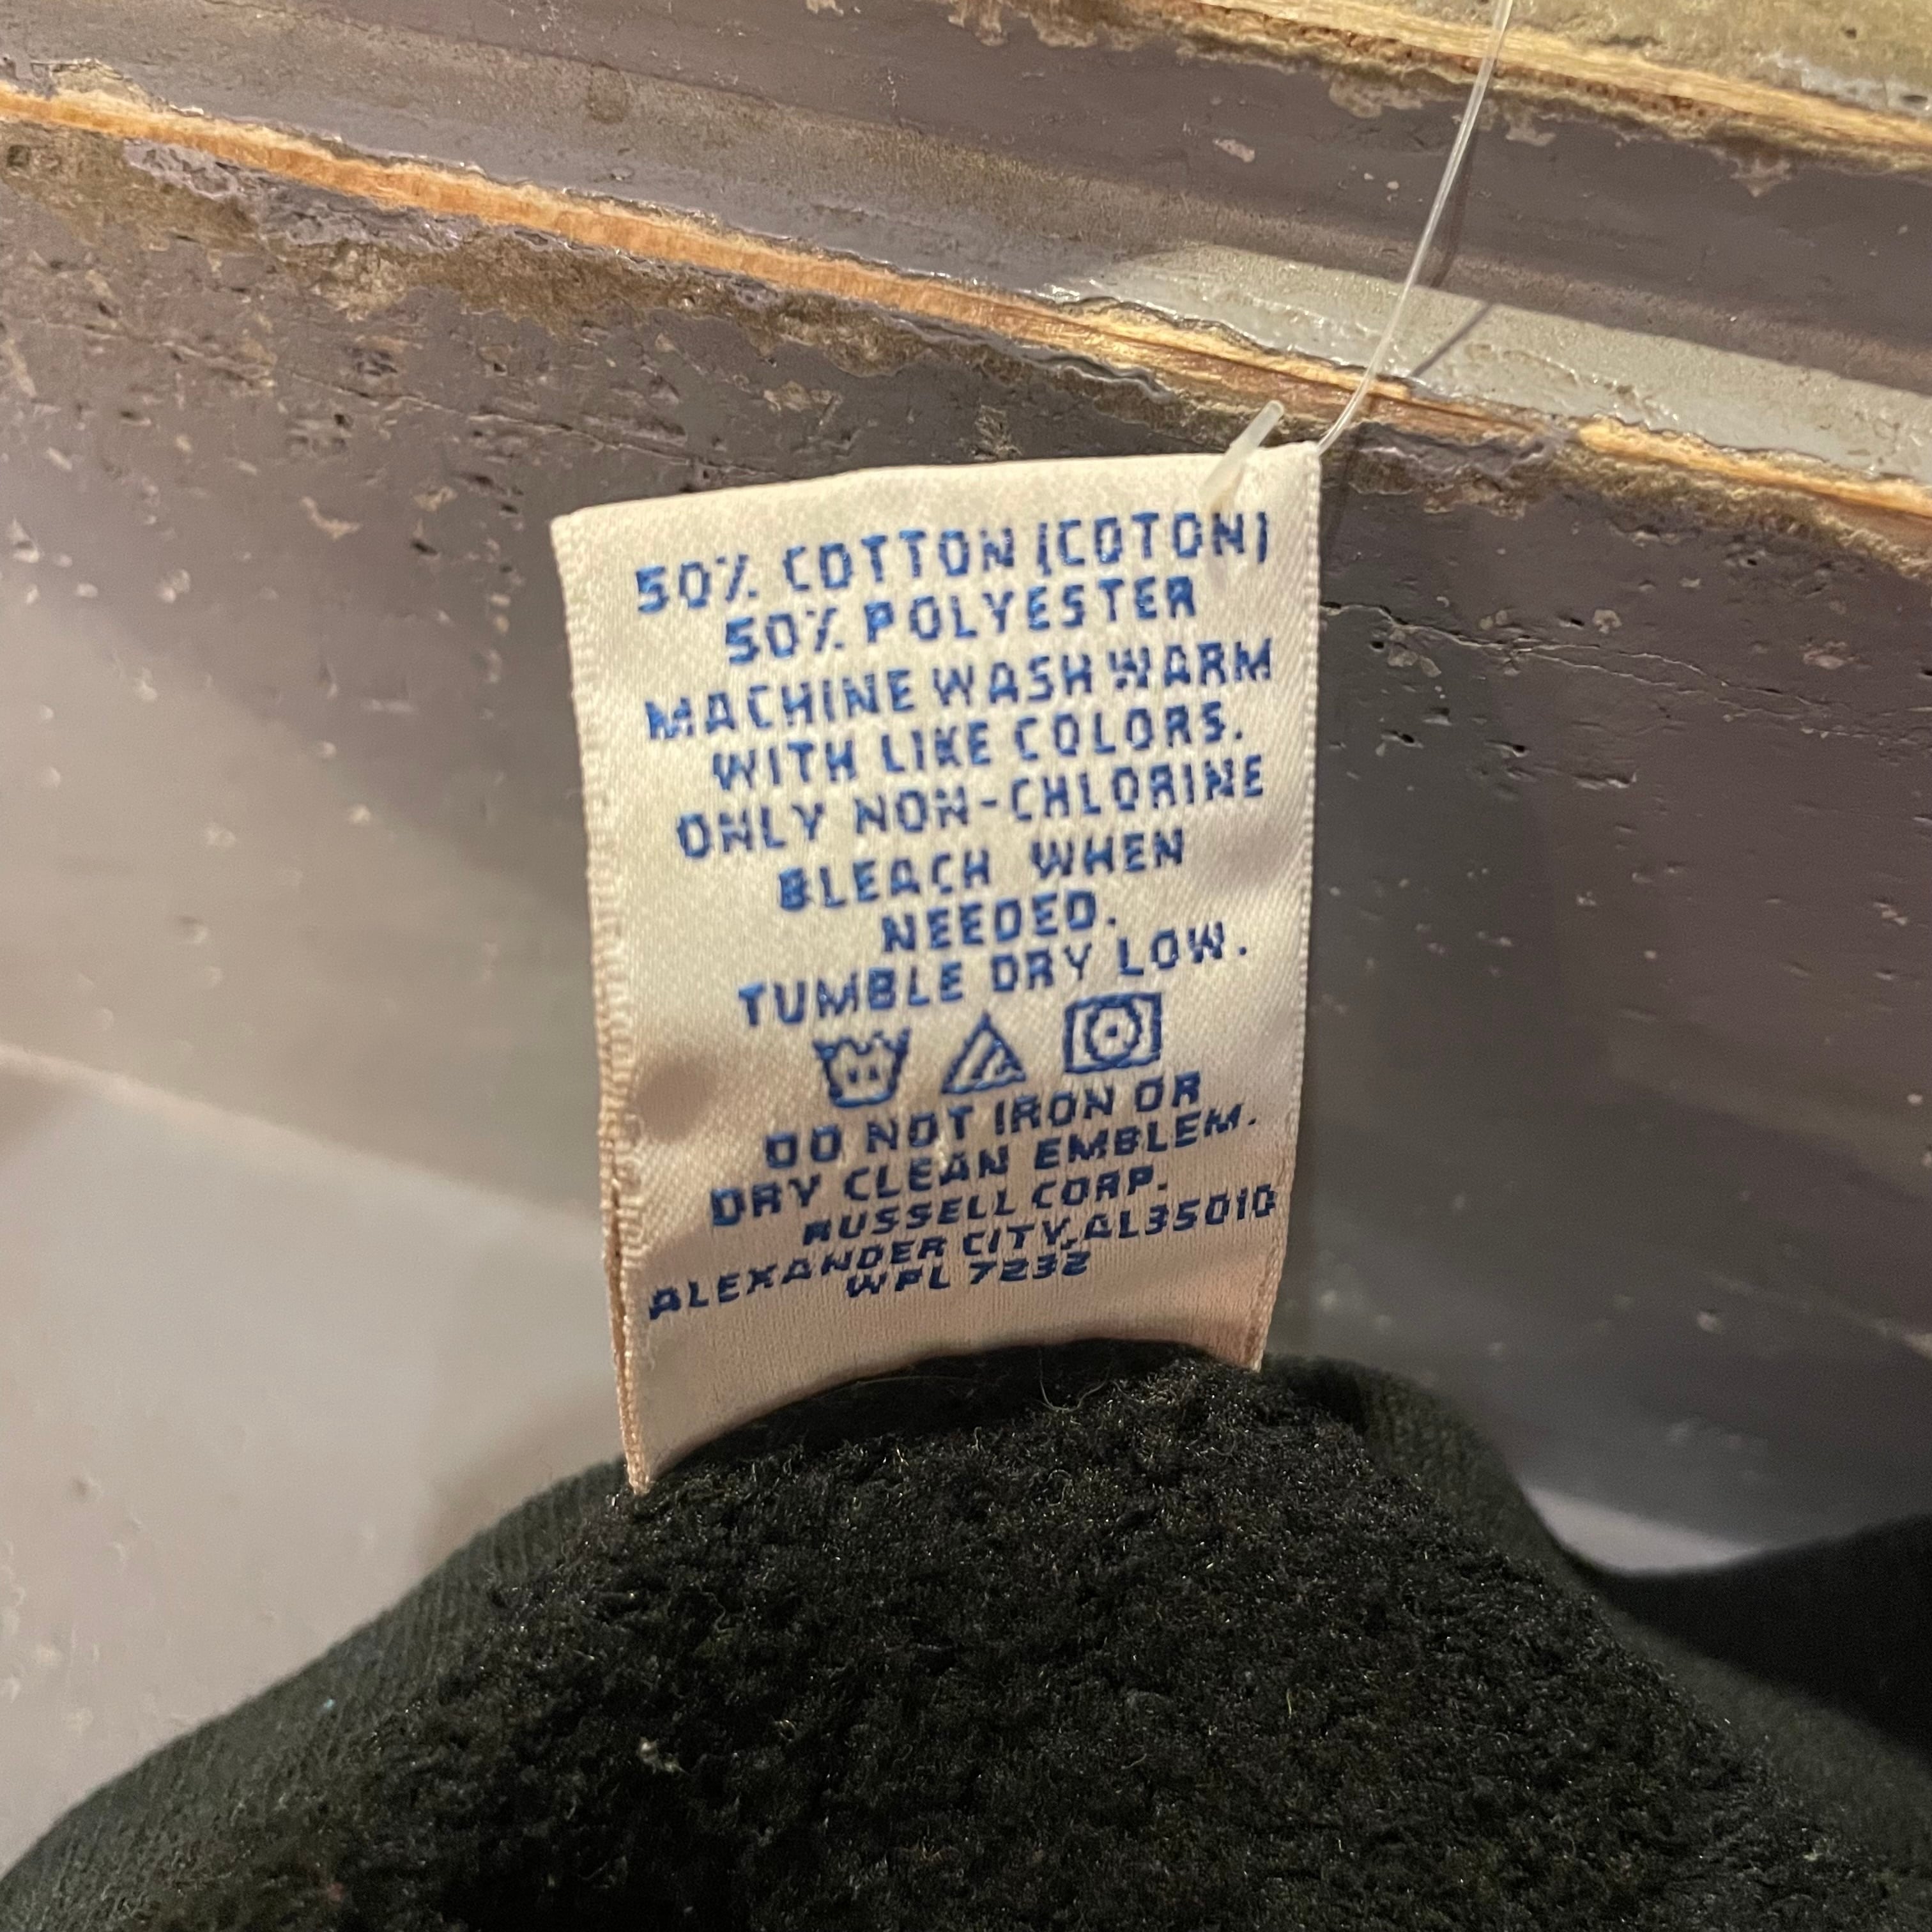 50% COTTON (COTON)
50% POLYESTER
MACHINE WASH WARM
WITH LIKE COLORS.
ONLY NON-CHLORINE
BLEACH WHEN
NEEDED.
TUMBLE DRY LOW.
DO NOT IRON OR
DRY CLEAN EMBLEM.
RUSSELL CORP.
ALEXANDER CITY,AL35010
WPL 7232